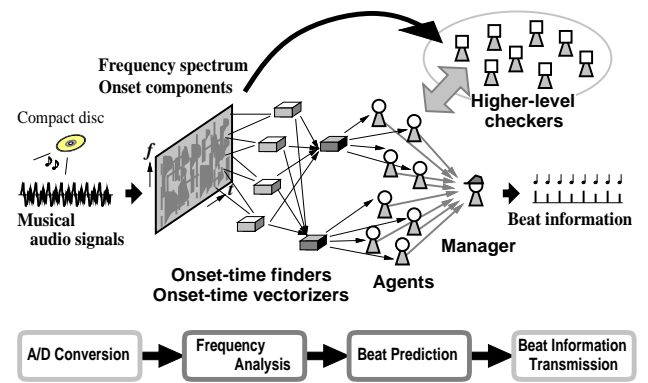 Frequency spectrum
Onset components
Higher-level
checkers
Compact disc
f
t
Musical
audio signals
Beat information
Manager
Agents
Onset-time finders
Onset-time vectorizers
A/D Conversion
Frequency
Analysis
Beat Prediction
Beat Information
Transmission